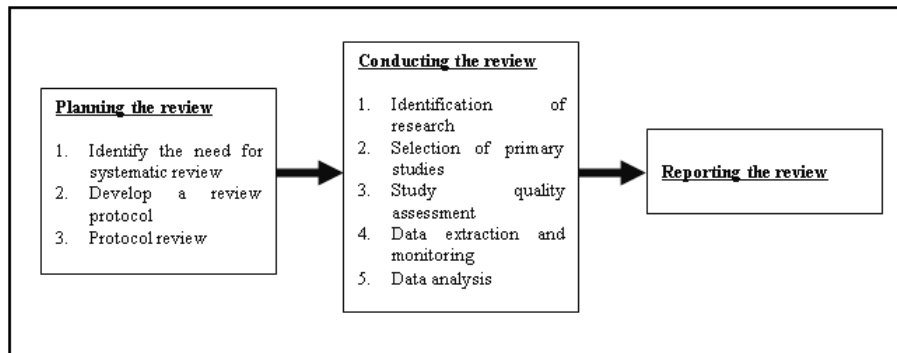 Planning the review
1. Identify the need for
systematic review
2. Develop a review
protocol
3. Protocol review
Conducting the review
1. Identification of
research
2. Selection of primary
studies
3. Study quality
assessment
4. Data extraction and
monitoring
5. Data analysis
Reporting the review